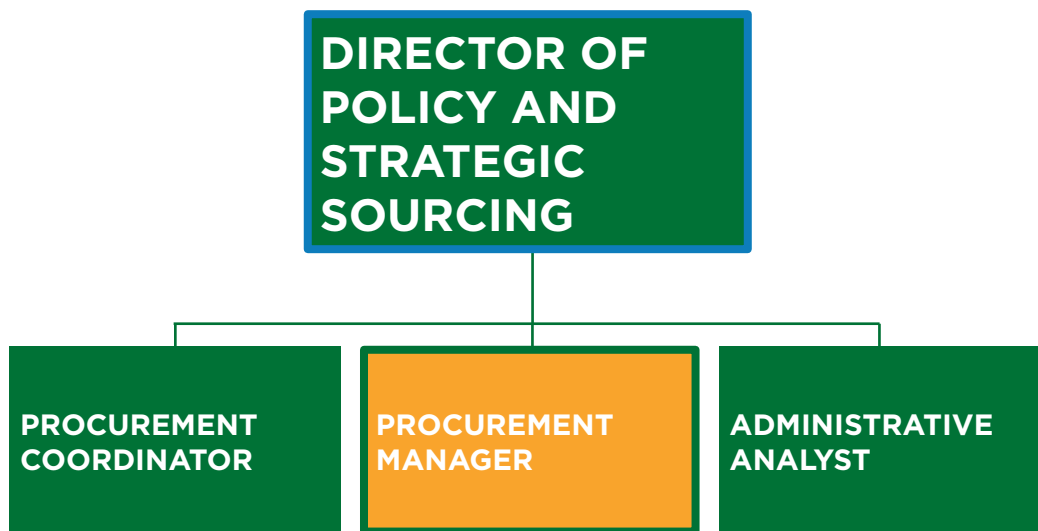 DIRECTOR OF
POLICY AND
STRATEGIC
SOURCING
PROCUREMENT
COORDINATOR
PROCUREMENT
MANAGER
ADMINISTRATIVE
ANALYST